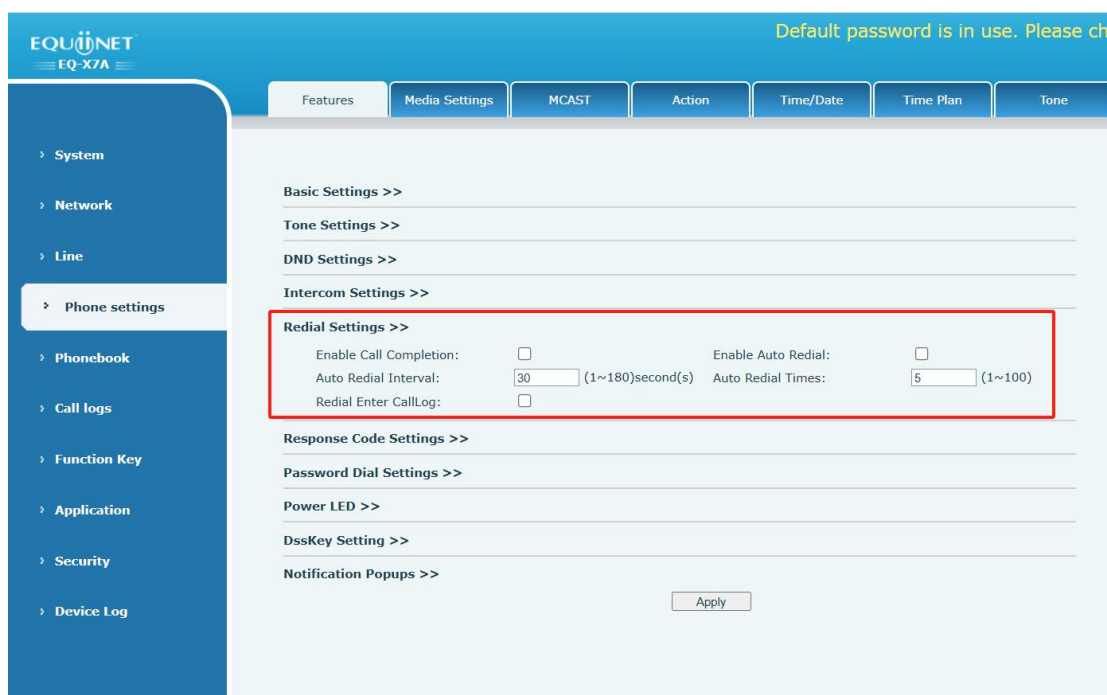 Default password is in use. Please ch
EQUiiNET
EQ-X7A
Features Media Settings MCAST Action Time/Date Time Plan Tone
› System
› Network
› Line
› Phone settings
› Phonebook
› Call logs
› Function Key
› Application
› Security
› Device Log
Basic Settings >>
Tone Settings >>
DND Settings >>
Intercom Settings >>
Redial Settings >>
Enable Call Completion: Enable Auto Redial:
Auto Redial Interval: 30 (1~180)second(s) Auto Redial Times: 5 (1~100)
Redial Enter CallLog:
Response Code Settings >>
Password Dial Settings >>
Power LED >>
DssKey Setting >>
Notification Popups >>
Apply